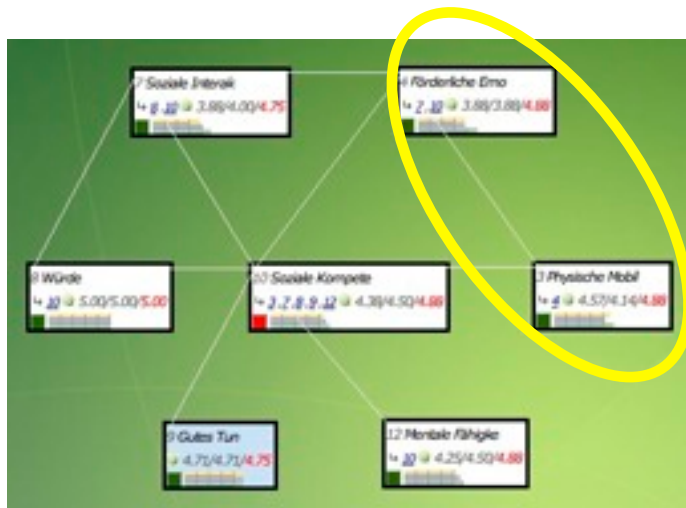 7 Soziale Interak
6 , 10 3.88/4.00/4.75
4 Förderliche Emo
7 , 10 3.88/3.88/4.88
8 Würde
10 5.00/5.00/5.00
10 Soziale Kompete
3 , 7 , 8 , 9 , 12 4.38/4.50/4.88
3 Physische Mobil
4 4.57/4.14/4.88
9 Gutes Tun
4.71/4.71/4.75
12 Mentale Fähigke
10 4.25/4.50/4.88